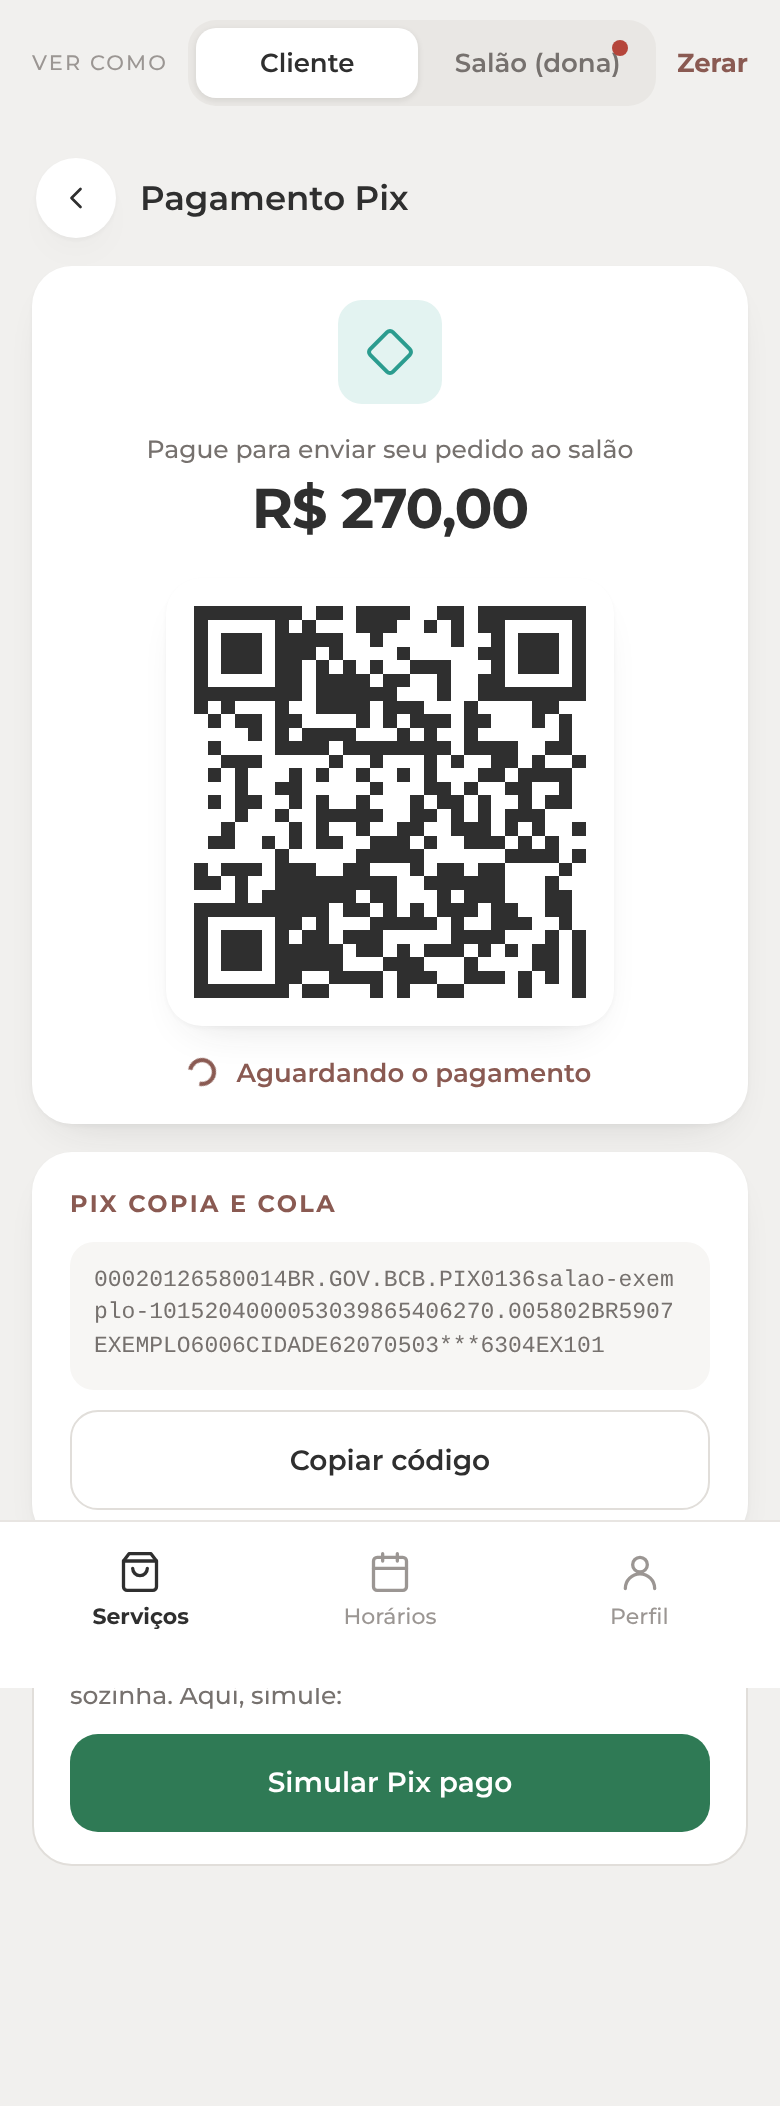 VER COMO
Cliente
Salão (dona)
Zerar
Pagamento Pix
Pague para enviar seu pedido ao salão
R$ 270,00
Aguardando o pagamento
PIX COPIA E COLA
00020126580014BR.GOV.BCB.PIX0136salao-exem
plo-1015204000053039865406270.005802BR5907
EXEMPLO6006CIDADE62070503***6304EX101
Copiar código
Serviços
Horários
Perfil
sozinha. Aqui, simule:
Simular Pix pago